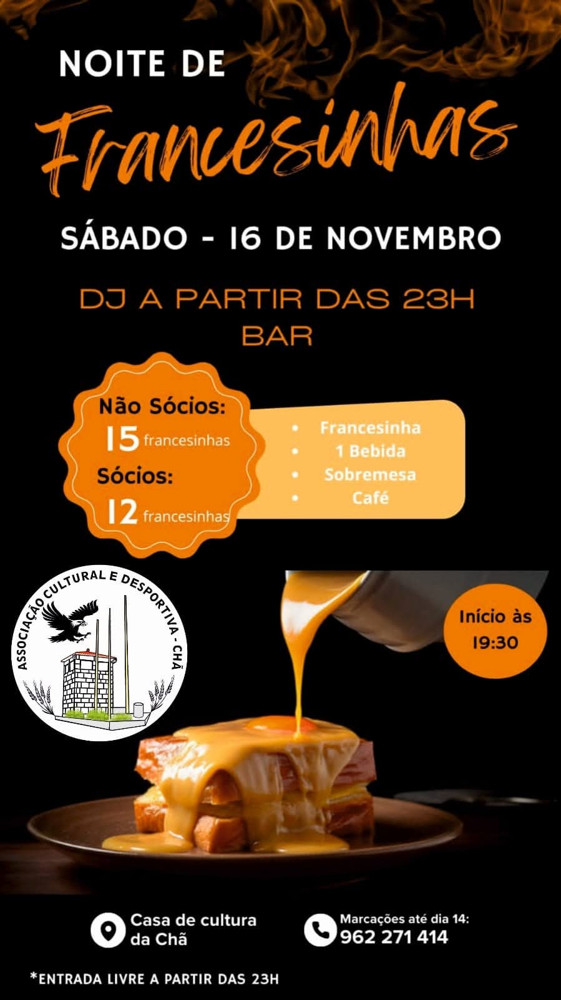 NOITE DE
Francesinhas
SÁBADO - 16 DE NOVEMBRO
DJ A PARTIR DAS 23H
BAR
Não Sócios:
15 francesinhas
Sócios:
12 francesinhas
• Francesinha
• 1 Bebida
• Sobremesa
• Café
ASSOCIAÇÃO CULTURAL E DESPORTIVA - CHÃ
Início às
19:30
Casa de cultura
da Chã
Marcações até dia 14:
962 271 414
*ENTRADA LIVRE A PARTIR DAS 23H